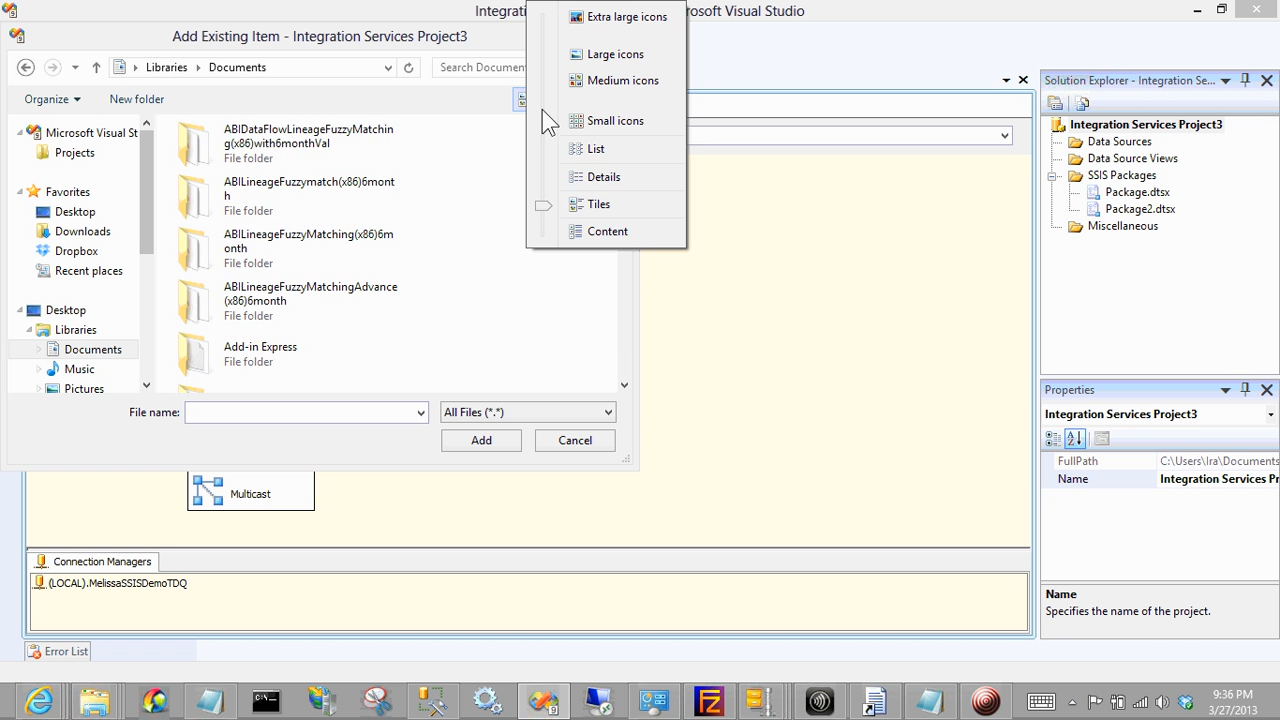 Integration
rosoft Visual Studio
Add Existing Item - Integration Services Project3
Libraries
Documents
Search Documen
Organize
New folder
Microsoft Visual St
Projects
Favorites
Desktop
Downloads
Dropbox
Recent places
Desktop
Libraries
Documents
Music
Pictures
ABIDataFlowLineageFuzzyMatchin
g(x86)with6monthVal
File folder
ABILineageFuzzymatch(x86)6mont
h
File folder
ABILineageFuzzyMatching(x86)6m
onth
File folder
ABILineageFuzzyMatchingAdvance
(x86)6month
File folder
Add-in Express
File folder
File name:
All Files (*.*)
Add
Cancel
Extra large icons
Large icons
Medium icons
Small icons
List
Details
Tiles
Content
Multicast
Connection Managers
(LOCAL).MelissaSSISDemoTDQ
Error List
Solution Explorer - Integration Se...
Integration Services Project3
Data Sources
Data Source Views
SSIS Packages
Package.dtsx
Package2.dtsx
Miscellaneous
Properties
Integration Services Project3
FullPath C:\Users\Ira\Documents
Name Integration Services Pr
Name
Specifies the name of the project.
9:36 PM
3/27/2013